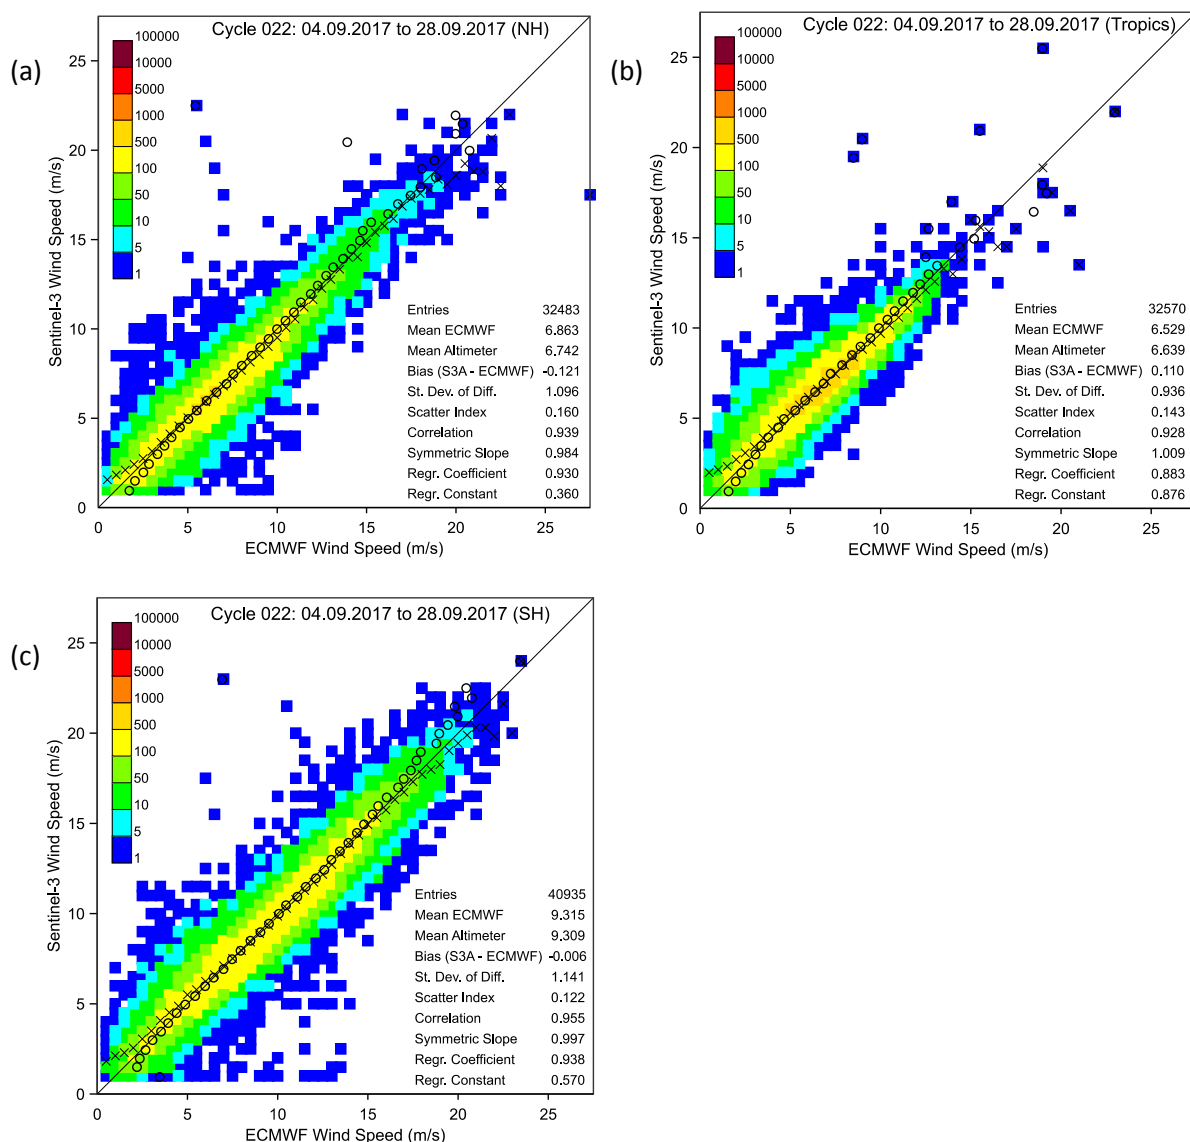 (a)
Cycle 022: 04.09.2017 to 28.09.2017 (NH)
100000
10000
5000
1000
500
100
50
10
5
1
25
20
15
10
5
0
Sentinel-3 Wind Speed (m/s)
Entries 32483
Mean ECMWF 6.863
Mean Altimeter 6.742
Bias (S3A - ECMWF) -0.121
St. Dev. of Diff. 1.096
Scatter Index 0.160
Correlation 0.939
Symmetric Slope 0.984
Regr. Coefficient 0.930
Regr. Constant 0.360
0 5 10 15 20 25
ECMWF Wind Speed (m/s)
(b)
Cycle 022: 04.09.2017 to 28.09.2017 (Tropics)
100000
10000
5000
1000
500
100
50
10
5
1
25
20
15
10
5
0
Sentinel-3 Wind Speed (m/s)
Entries 32570
Mean ECMWF 6.529
Mean Altimeter 6.639
Bias (S3A - ECMWF) 0.110
St. Dev. of Diff. 0.936
Scatter Index 0.143
Correlation 0.928
Symmetric Slope 1.009
Regr. Coefficient 0.883
Regr. Constant 0.876
0 5 10 15 20 25
ECMWF Wind Speed (m/s)
(c)
Cycle 022: 04.09.2017 to 28.09.2017 (SH)
100000
10000
5000
1000
500
100
50
10
5
1
25
20
15
10
5
0
Sentinel-3 Wind Speed (m/s)
Entries 40935
Mean ECMWF 9.315
Mean Altimeter 9.309
Bias (S3A - ECMWF) -0.006
St. Dev. of Diff. 1.141
Scatter Index 0.122
Correlation 0.955
Symmetric Slope 0.997
Regr. Coefficient 0.938
Regr. Constant 0.570
0 5 10 15 20 25
ECMWF Wind Speed (m/s)